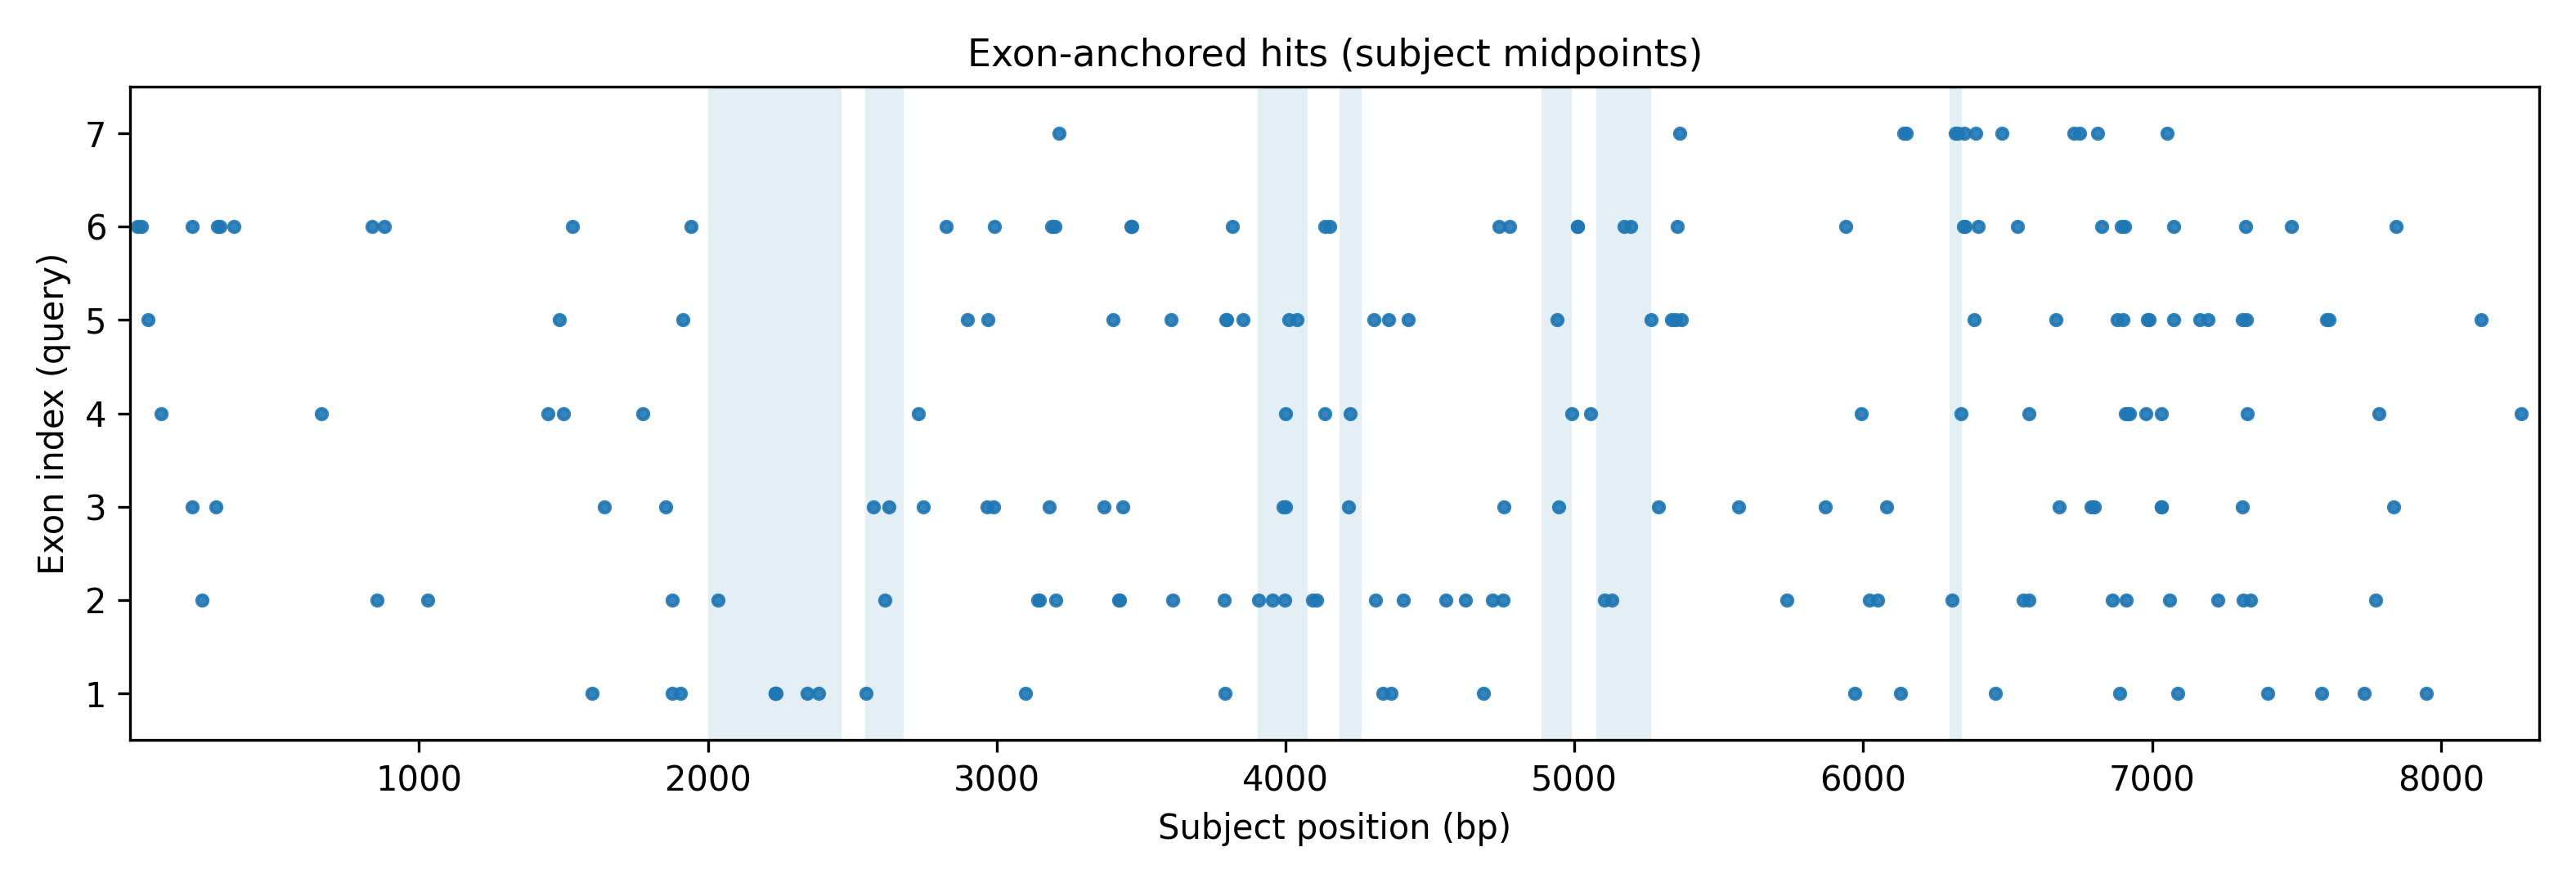 Exon-anchored hits (subject midpoints)
Exon index (query)
7
6
5
4
3
2
1
1000 2000 3000 4000 5000 6000 7000 8000
Subject position (bp)